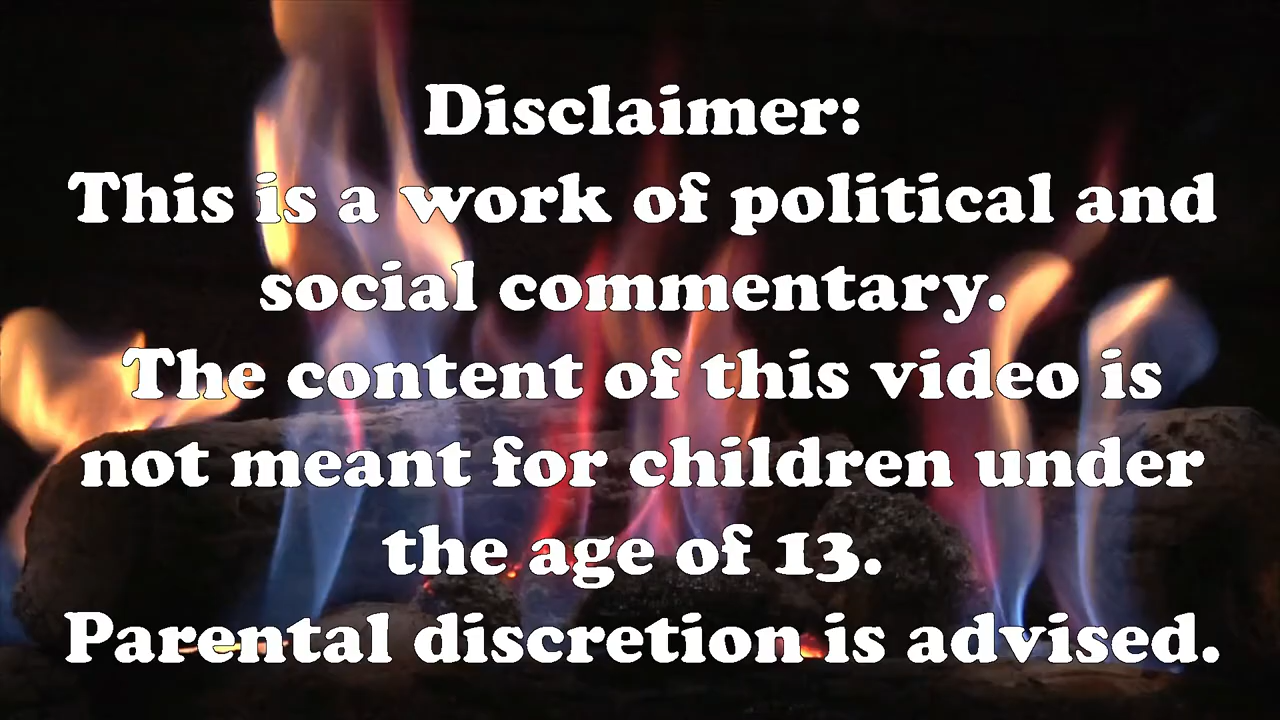 Disclaimer:
This is a work of political and
social commentary.
The content of this video is
not meant for children under
the age of 13.
Parental discretion is advised.